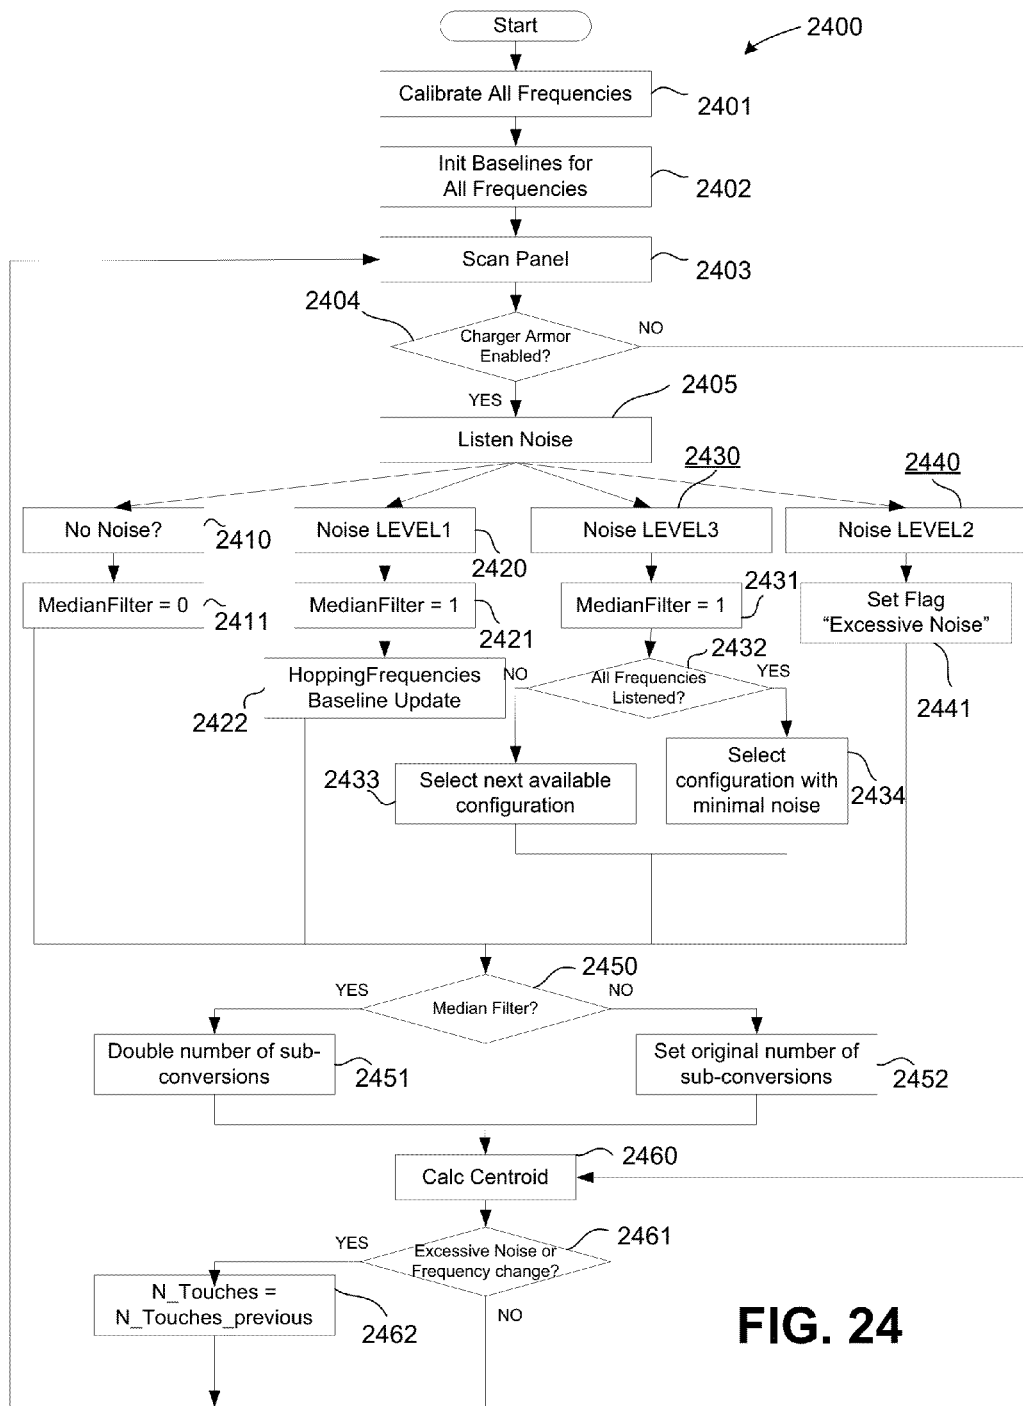 Start
2400
Calibrate All Frequencies
2401
Init Baselines for
All Frequencies
2402
Scan Panel
2403
2404
Charger Armor
Enabled?
NO
YES
2405
Listen Noise
2430
2440
No Noise?
2410
Noise LEVEL1
2420
Noise LEVEL3
Noise LEVEL2
MedianFilter = 0
2411
MedianFilter = 1
2421
MedianFilter = 1
2431
Set Flag
“Excessive Noise”
2441
HoppingFrequencies
Baseline Update
2422
NO
All Frequencies
Listened?
2432
YES
2433
Select next available
configuration
Select
configuration with
minimal noise
2434
2450
YES
Median Filter?
NO
Double number of sub-
conversions
2451
Set original number of
sub-conversions
2452
2460
Calc Centroid
2461
YES
Excessive Noise or
Frequency change?
N_Touches =
N_Touches_previous
2462
NO
FIG. 24